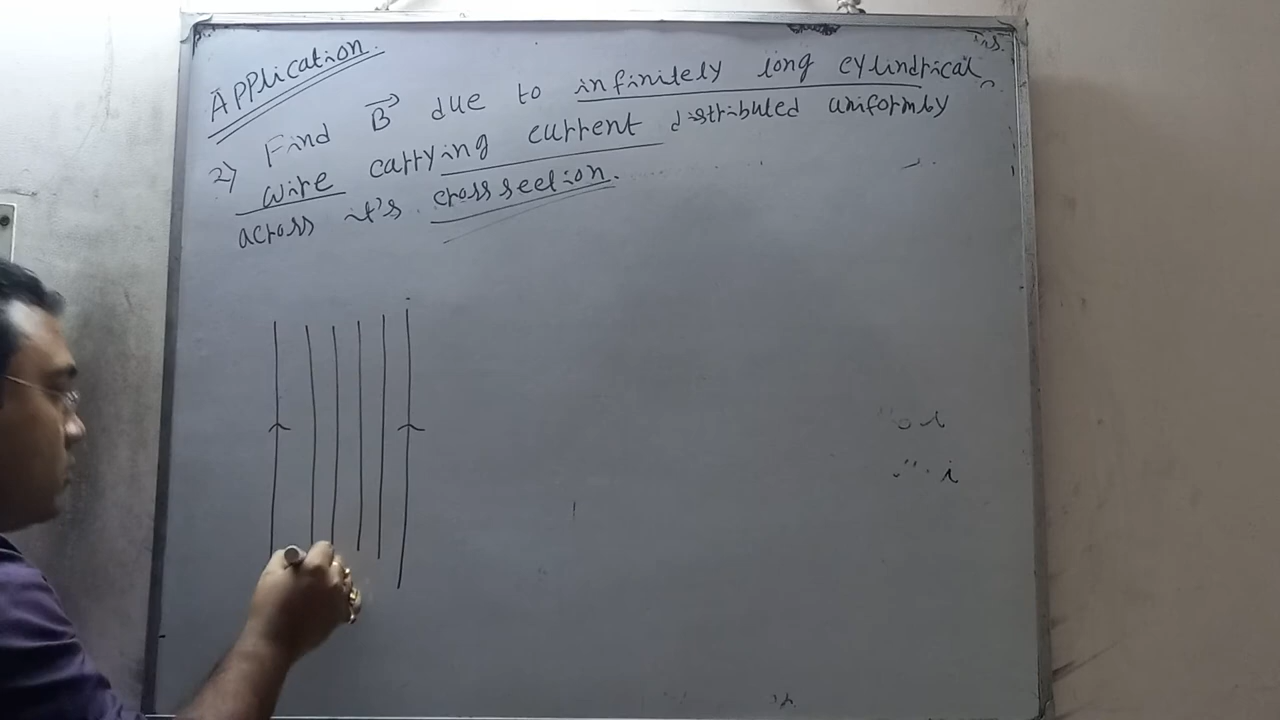 Application.
2) Find B⃗ due to infinitely long cylindrical
wire carrying current distributed uniformly
across it's cross section.